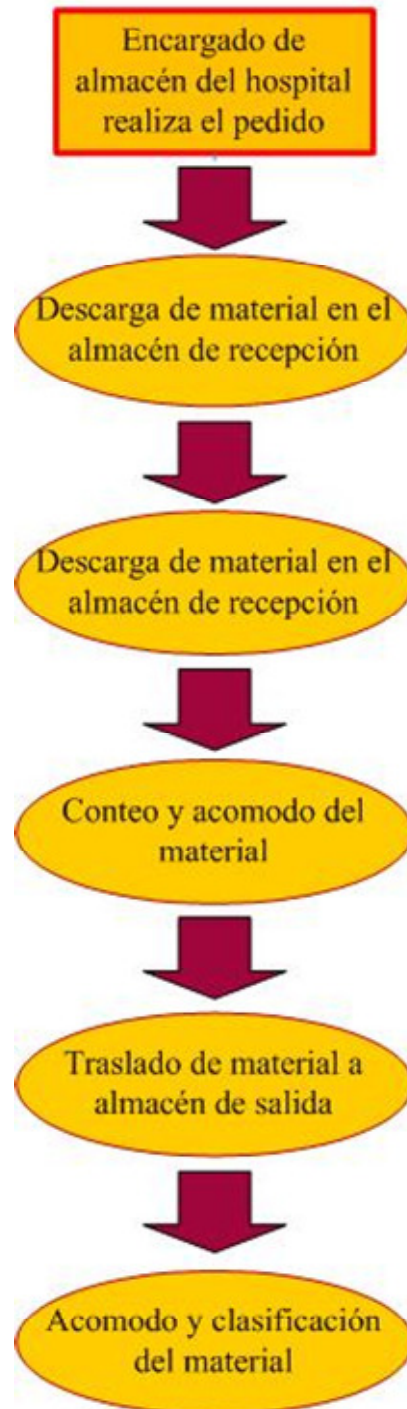 Encargado de
almacén del hospital
realiza el pedido
Descarga de material en el
almacén de recepción
Descarga de material en el
almacén de recepción
Conteo y acomodo del
material
Traslado de material a
almacén de salida
Acomodo y clasificación
del material